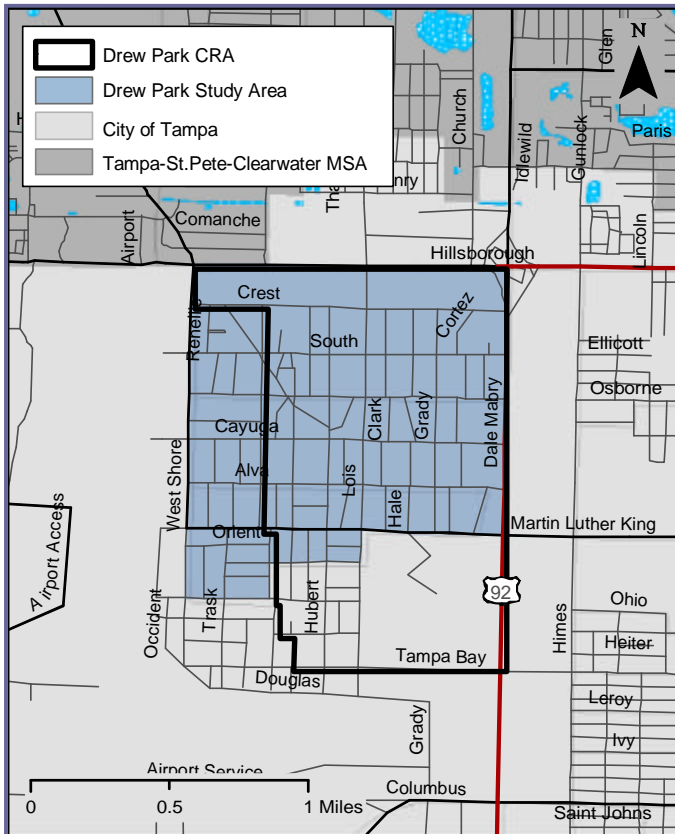 Drew Park CRA
Drew Park Study Area
City of Tampa
Tampa-St.Pete-Clearwater MSA
N
Glen
Church
Idlewild
Gunlock
Paris
Airport
Comanche
Lincoln
Hillsborough
Crest
Cortez
Renellie
South
Ellicott
Osborne
Clark
Grady
Dale Mabry
Cayuga
West Shore
Alva
Lois
Hale
Airport Access
Orient
Martin Luther King
92
Occident
Trask
Hubert
Himes
Ohio
Heiter
Tampa Bay
Douglas
Leroy
Grady
Ivy
Airport Service
Columbus
0 0.5 1 Miles
Saint Johns